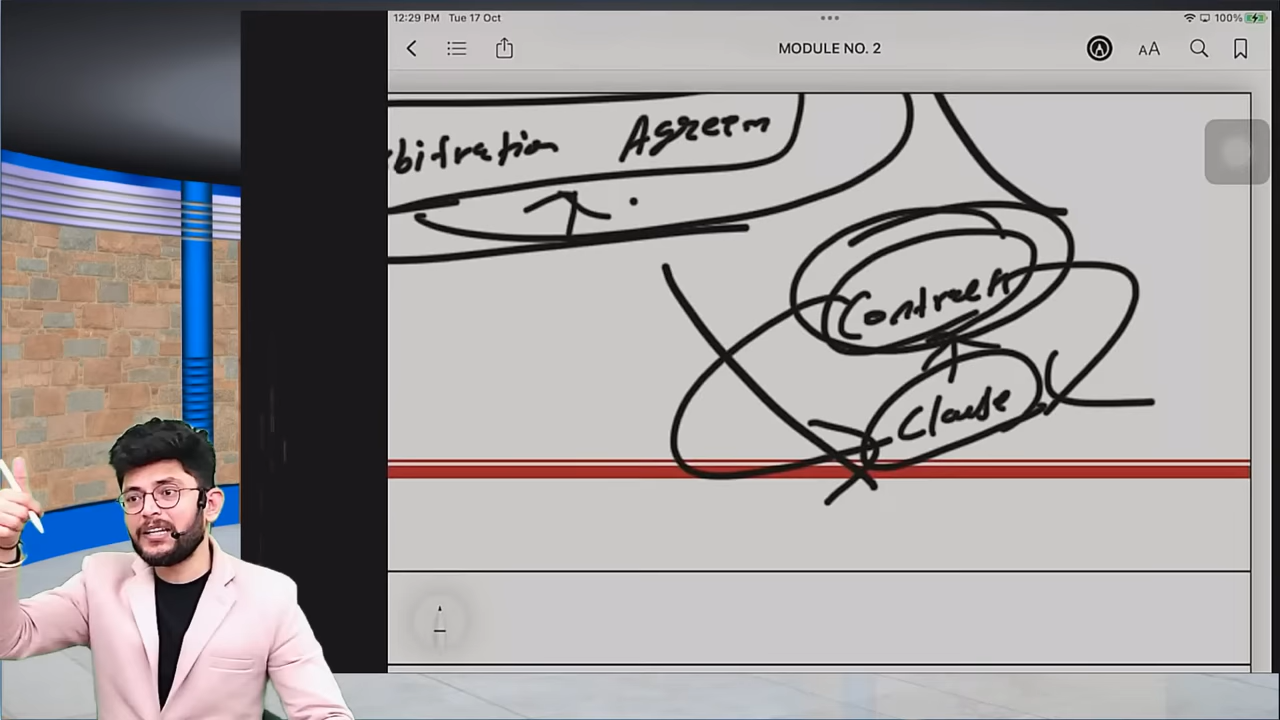 12:29 PM Tue 17 Oct
100%
MODULE NO. 2
AA
bitration Agreem
Contract
Clause